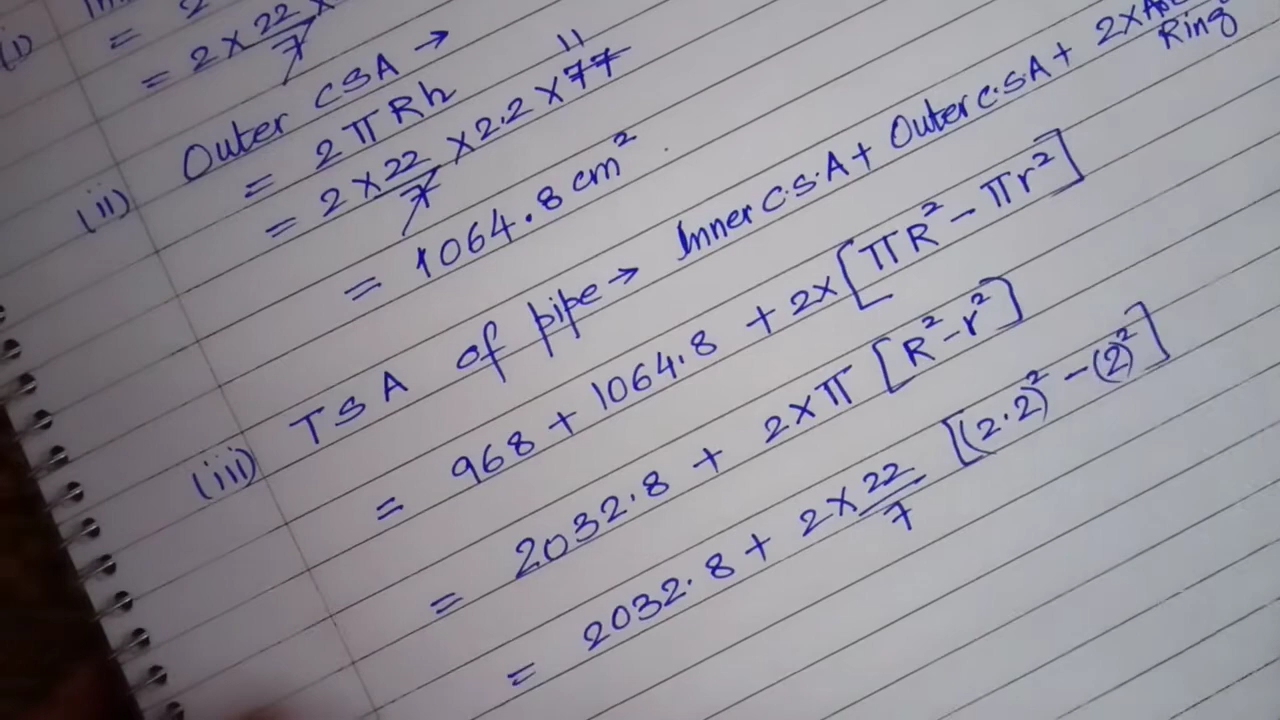 (i)
= 2
= 2 × 22/7 ×
(ii) Outer CSA →
= 2πRh
= 2 × 22/7 × 2.2 × 77 11
= 1064.8 cm²
(iii) TSA of pipe → Inner C.S.A + Outer C.S.A + 2× Ring
= 968 + 1064.8 + 2×[πR² - πr²]
= 2032.8 + 2×π [R² - r²]
= 2032.8 + 2×22/7 [(2.2)² - (2)²]